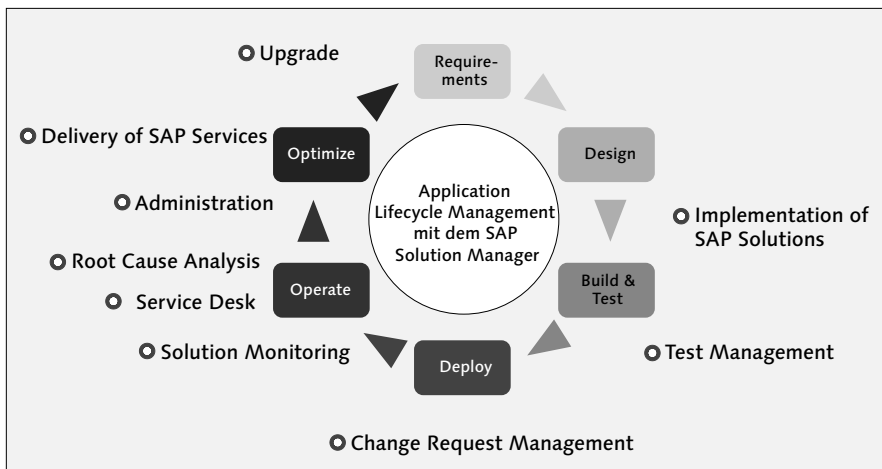 Upgrade
Require-
ments
Delivery of SAP Services
Optimize
Design
Application
Lifecycle Management
mit dem SAP
Solution Manager
Administration
Implementation of
SAP Solutions
Root Cause Analysis
Operate
Build &
Test
Service Desk
Solution Monitoring
Deploy
Test Management
Change Request Management